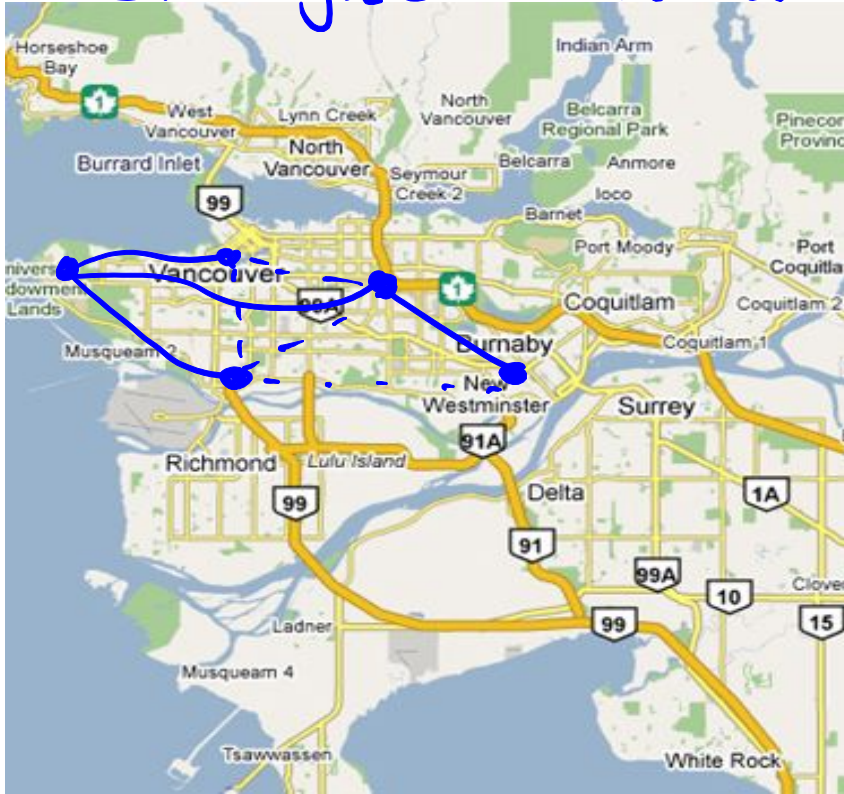 Horseshoe
Bay
1
West
Vancouver
Lynn Creek
North
Vancouver
Indian Arm
North
Vancouver
Belcarra
Regional Park
Burrard Inlet
Seymour
Creek 2
Belcarra
Anmore
Ioco
99
Barnet
Port Moody
Vancouver
99A
1
Coquitlam
Port
Coquitla
Coquitlam 2
Lands
Musqueam 2
Burnaby
Coquitlam 1
New
Westminster
Surrey
91A
Richmond
Lulu Island
99
Delta
1A
91
99A
10
Clover
15
Ladner
99
Musqueam 4
Tsawwassen
White Rock